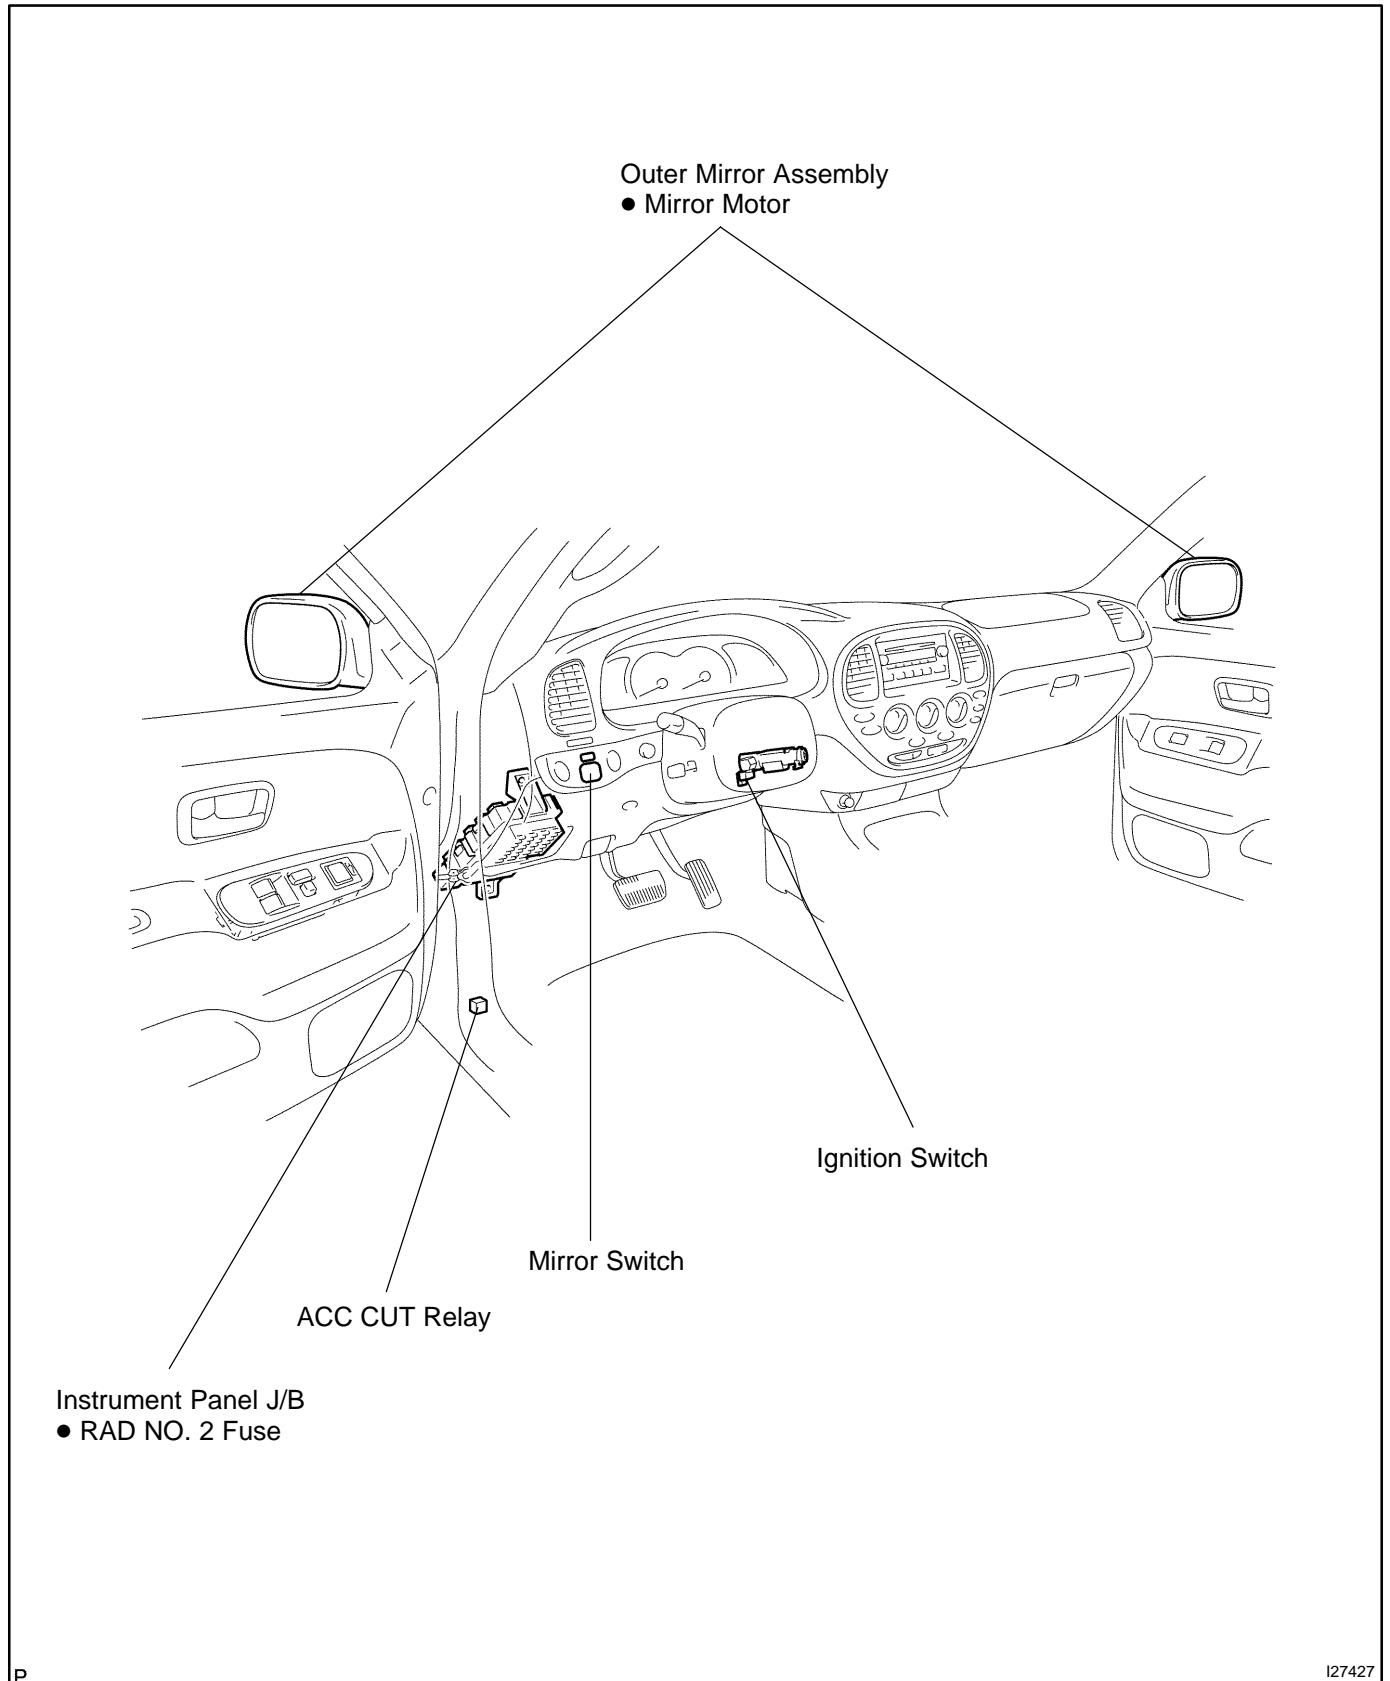 Outer Mirror Assembly
● Mirror Motor
Ignition Switch
Mirror Switch
ACC CUT Relay
Instrument Panel J/B
● RAD NO. 2 Fuse
P
I27427